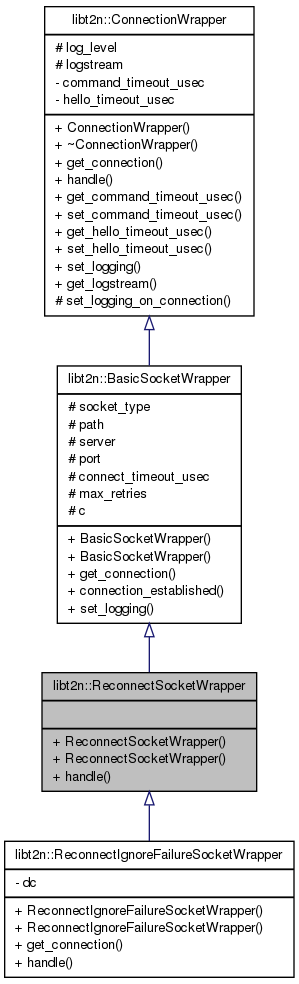 libt2n::ConnectionWrapper
# log_level
# logstream
- command_timeout_usec
- hello_timeout_usec
+ ConnectionWrapper()
+ ~ConnectionWrapper()
+ get_connection()
+ handle()
+ get_command_timeout_usec()
+ set_command_timeout_usec()
+ get_hello_timeout_usec()
+ set_hello_timeout_usec()
+ set_logging()
+ get_logstream()
# set_logging_on_connection()
libt2n::BasicSocketWrapper
# socket_type
# path
# server
# port
# connect_timeout_usec
# max_retries
# c
+ BasicSocketWrapper()
+ BasicSocketWrapper()
+ get_connection()
+ connection_established()
+ set_logging()
libt2n::ReconnectSocketWrapper
+ ReconnectSocketWrapper()
+ ReconnectSocketWrapper()
+ handle()
libt2n::ReconnectIgnoreFailureSocketWrapper
- dc
+ ReconnectIgnoreFailureSocketWrapper()
+ ReconnectIgnoreFailureSocketWrapper()
+ get_connection()
+ handle()